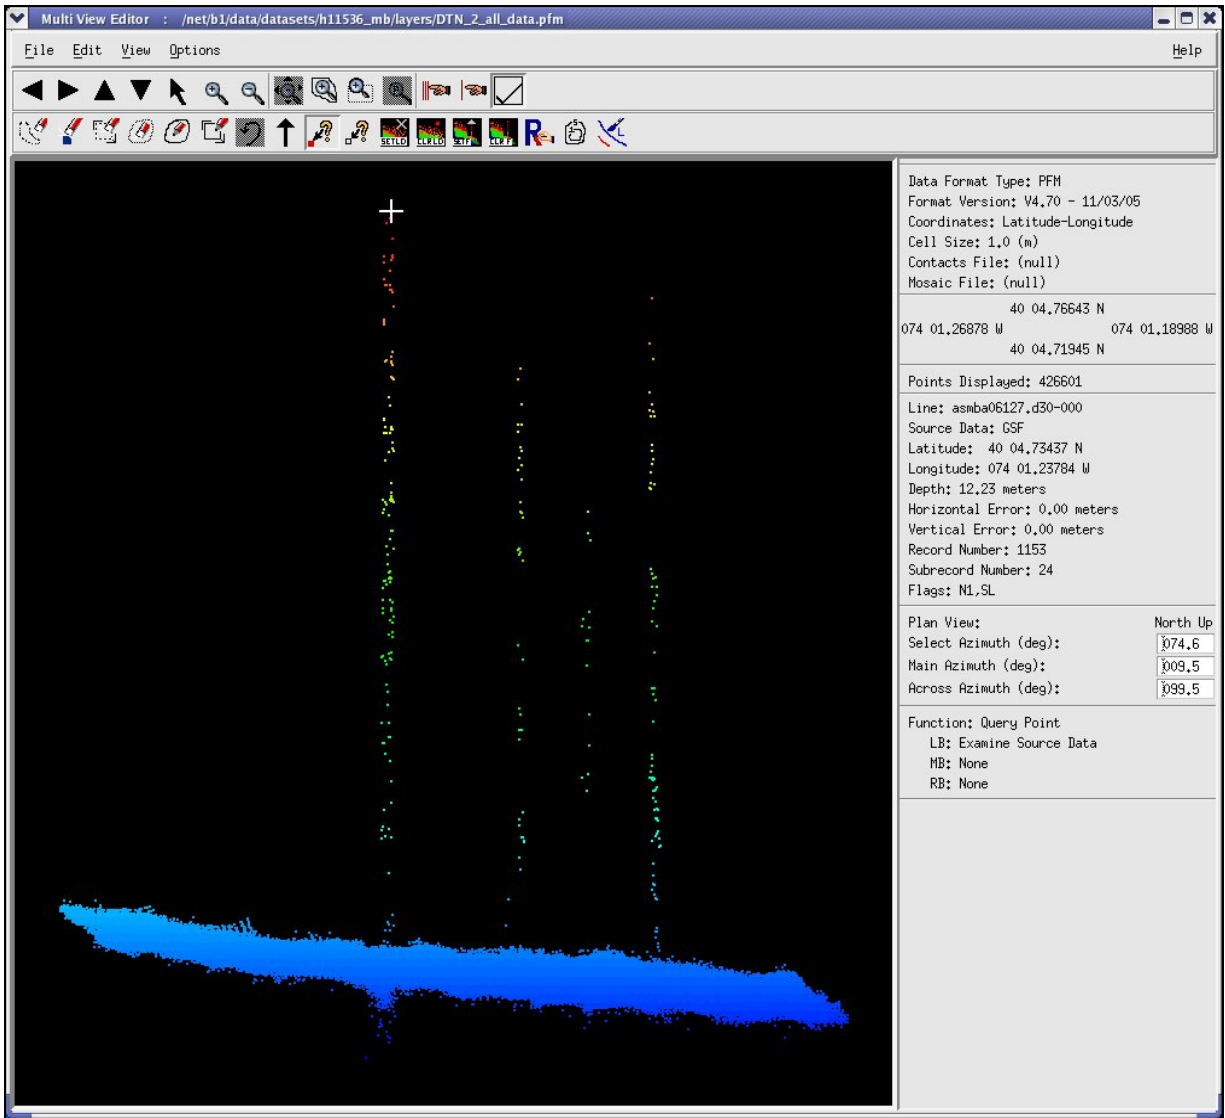 Multi View Editor : /net/b1/data/datasets/h11536_mb/layers/DTN_2_all_data.pfm
File Edit View Options Help
SETLD CLRLD SETF CLR F R
Data Format Type: PFM
Format Version: V4.70 - 11/03/05
Coordinates: Latitude-Longitude
Cell Size: 1.0 (m)
Contacts File: (null)
Mosaic File: (null)
40 04.76643 N
074 01.26878 W 074 01.18988 W
40 04.71945 N
Points Displayed: 426601
Line: asmba06127.d30-000
Source Data: GSF
Latitude: 40 04.73437 N
Longitude: 074 01.23784 W
Depth: 12.23 meters
Horizontal Error: 0.00 meters
Vertical Error: 0.00 meters
Record Number: 1153
Subrecord Number: 24
Flags: N1,SL
Plan View: North Up
Select Azimuth (deg): 074.6
Main Azimuth (deg): 009.5
Across Azimuth (deg): 099.5
Function: Query Point
LB: Examine Source Data
MB: None
RB: None